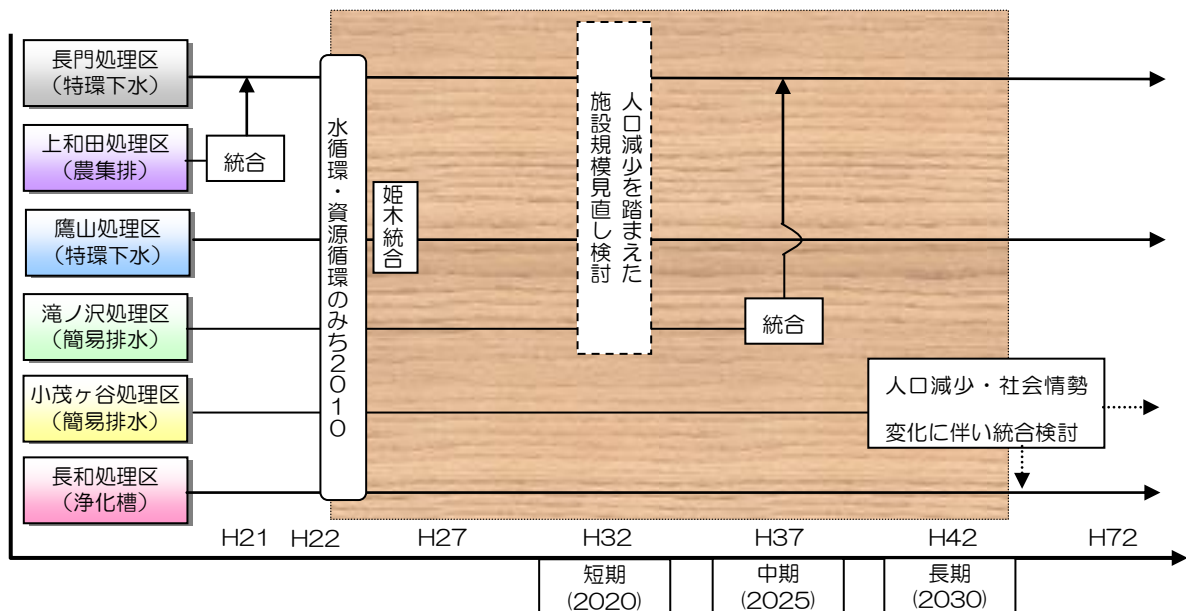 長門処理区
(特環下水)
上和田処理区
(農集排)
統合
鷹山処理区
(特環下水)
滝ノ沢処理区
(簡易排水)
小茂ヶ谷処理区
(簡易排水)
長和処理区
(浄化槽)
水循環・資源循環のみち2010
姫木統合
人口減少を踏まえた
施設規模見直し検討
統合
人口減少・社会情勢
変化に伴い統合検討
H21
H22
H27
H32
H37
H42
H72
短期
(2020)
中期
(2025)
長期
(2030)